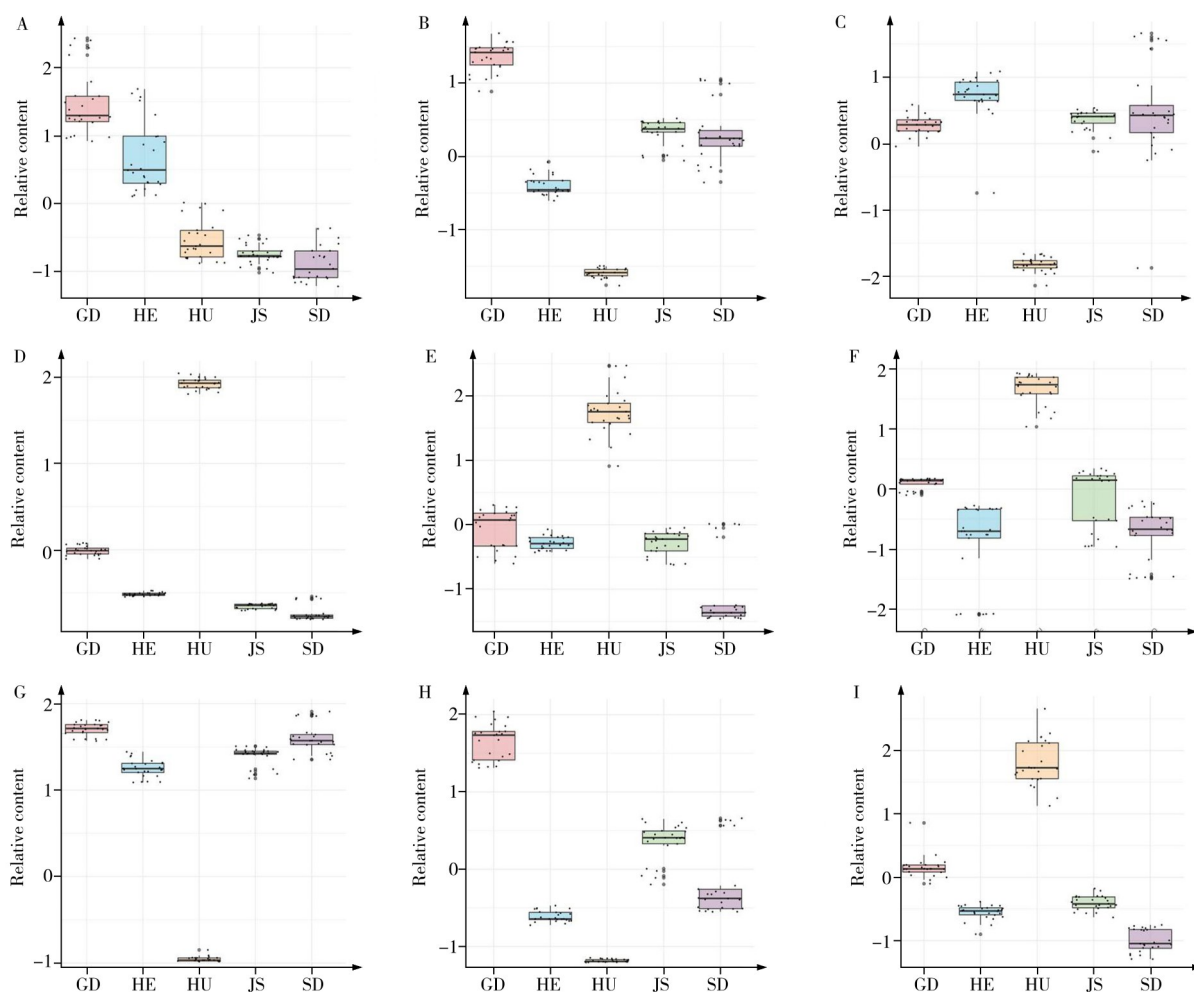 A
Relative content
2
1
0
−1
GD HE HU JS SD
B
Relative content
1
0
−1
GD HE HU JS SD
C
Relative content
1
0
−1
−2
GD HE HU JS SD
D
Relative content
2
1
0
GD HE HU JS SD
E
Relative content
2
1
0
−1
GD HE HU JS SD
F
Relative content
2
1
0
−1
−2
GD HE HU JS SD
G
Relative content
2
1
0
−1
GD HE HU JS SD
H
Relative content
2
1
0
−1
GD HE HU JS SD
I
Relative content
2
1
0
−1
GD HE HU JS SD